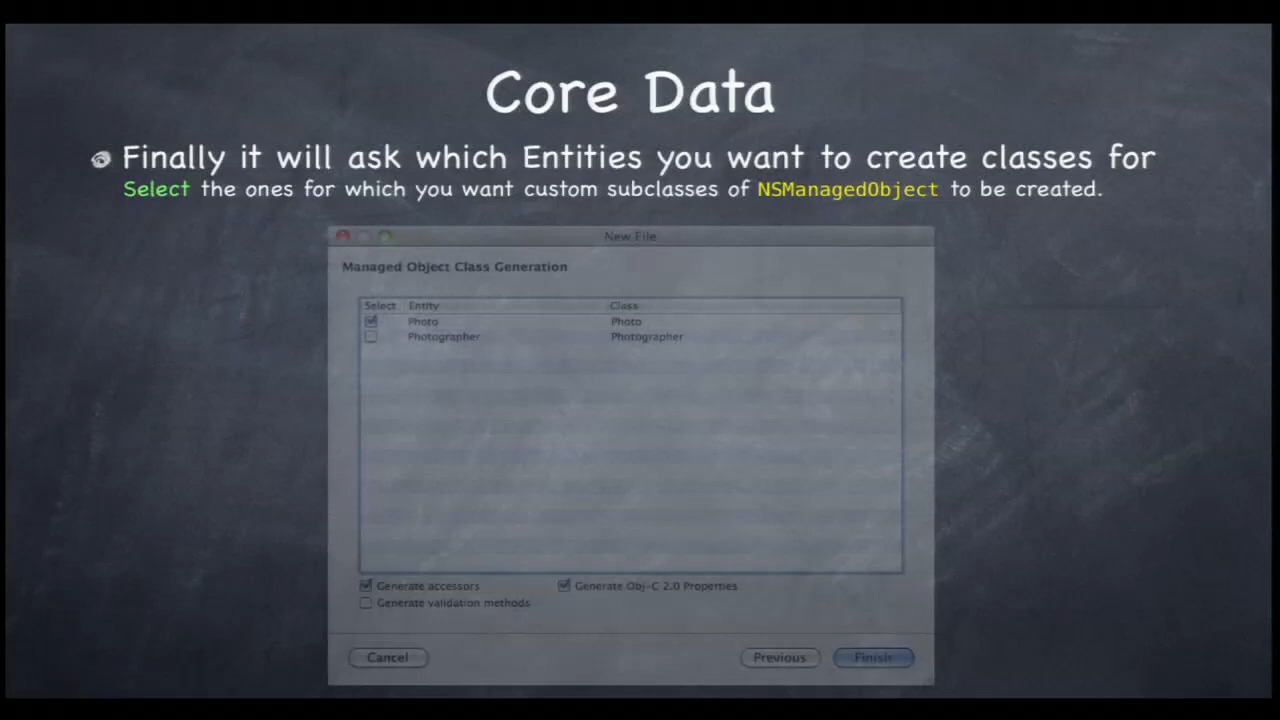 Core Data
Finally it will ask which Entities you want to create classes for
Select the ones for which you want custom subclasses of NSManagedObject to be created.
New File
Managed Object Class Generation
Select Entity Class
Photo Photo
Photographer Photographer
Generate accessors Generate Obj-C 2.0 Properties
Generate validation methods
Cancel Previous Finish